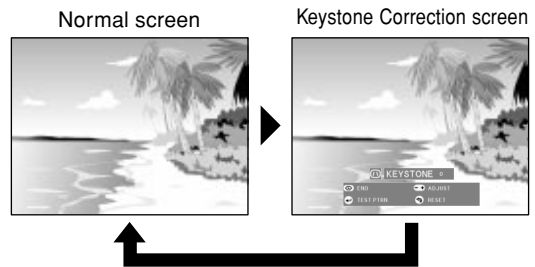 Normal screen
Keystone Correction screen
KEYSTONE 0
END ADJUST
TEST PTRN RESET